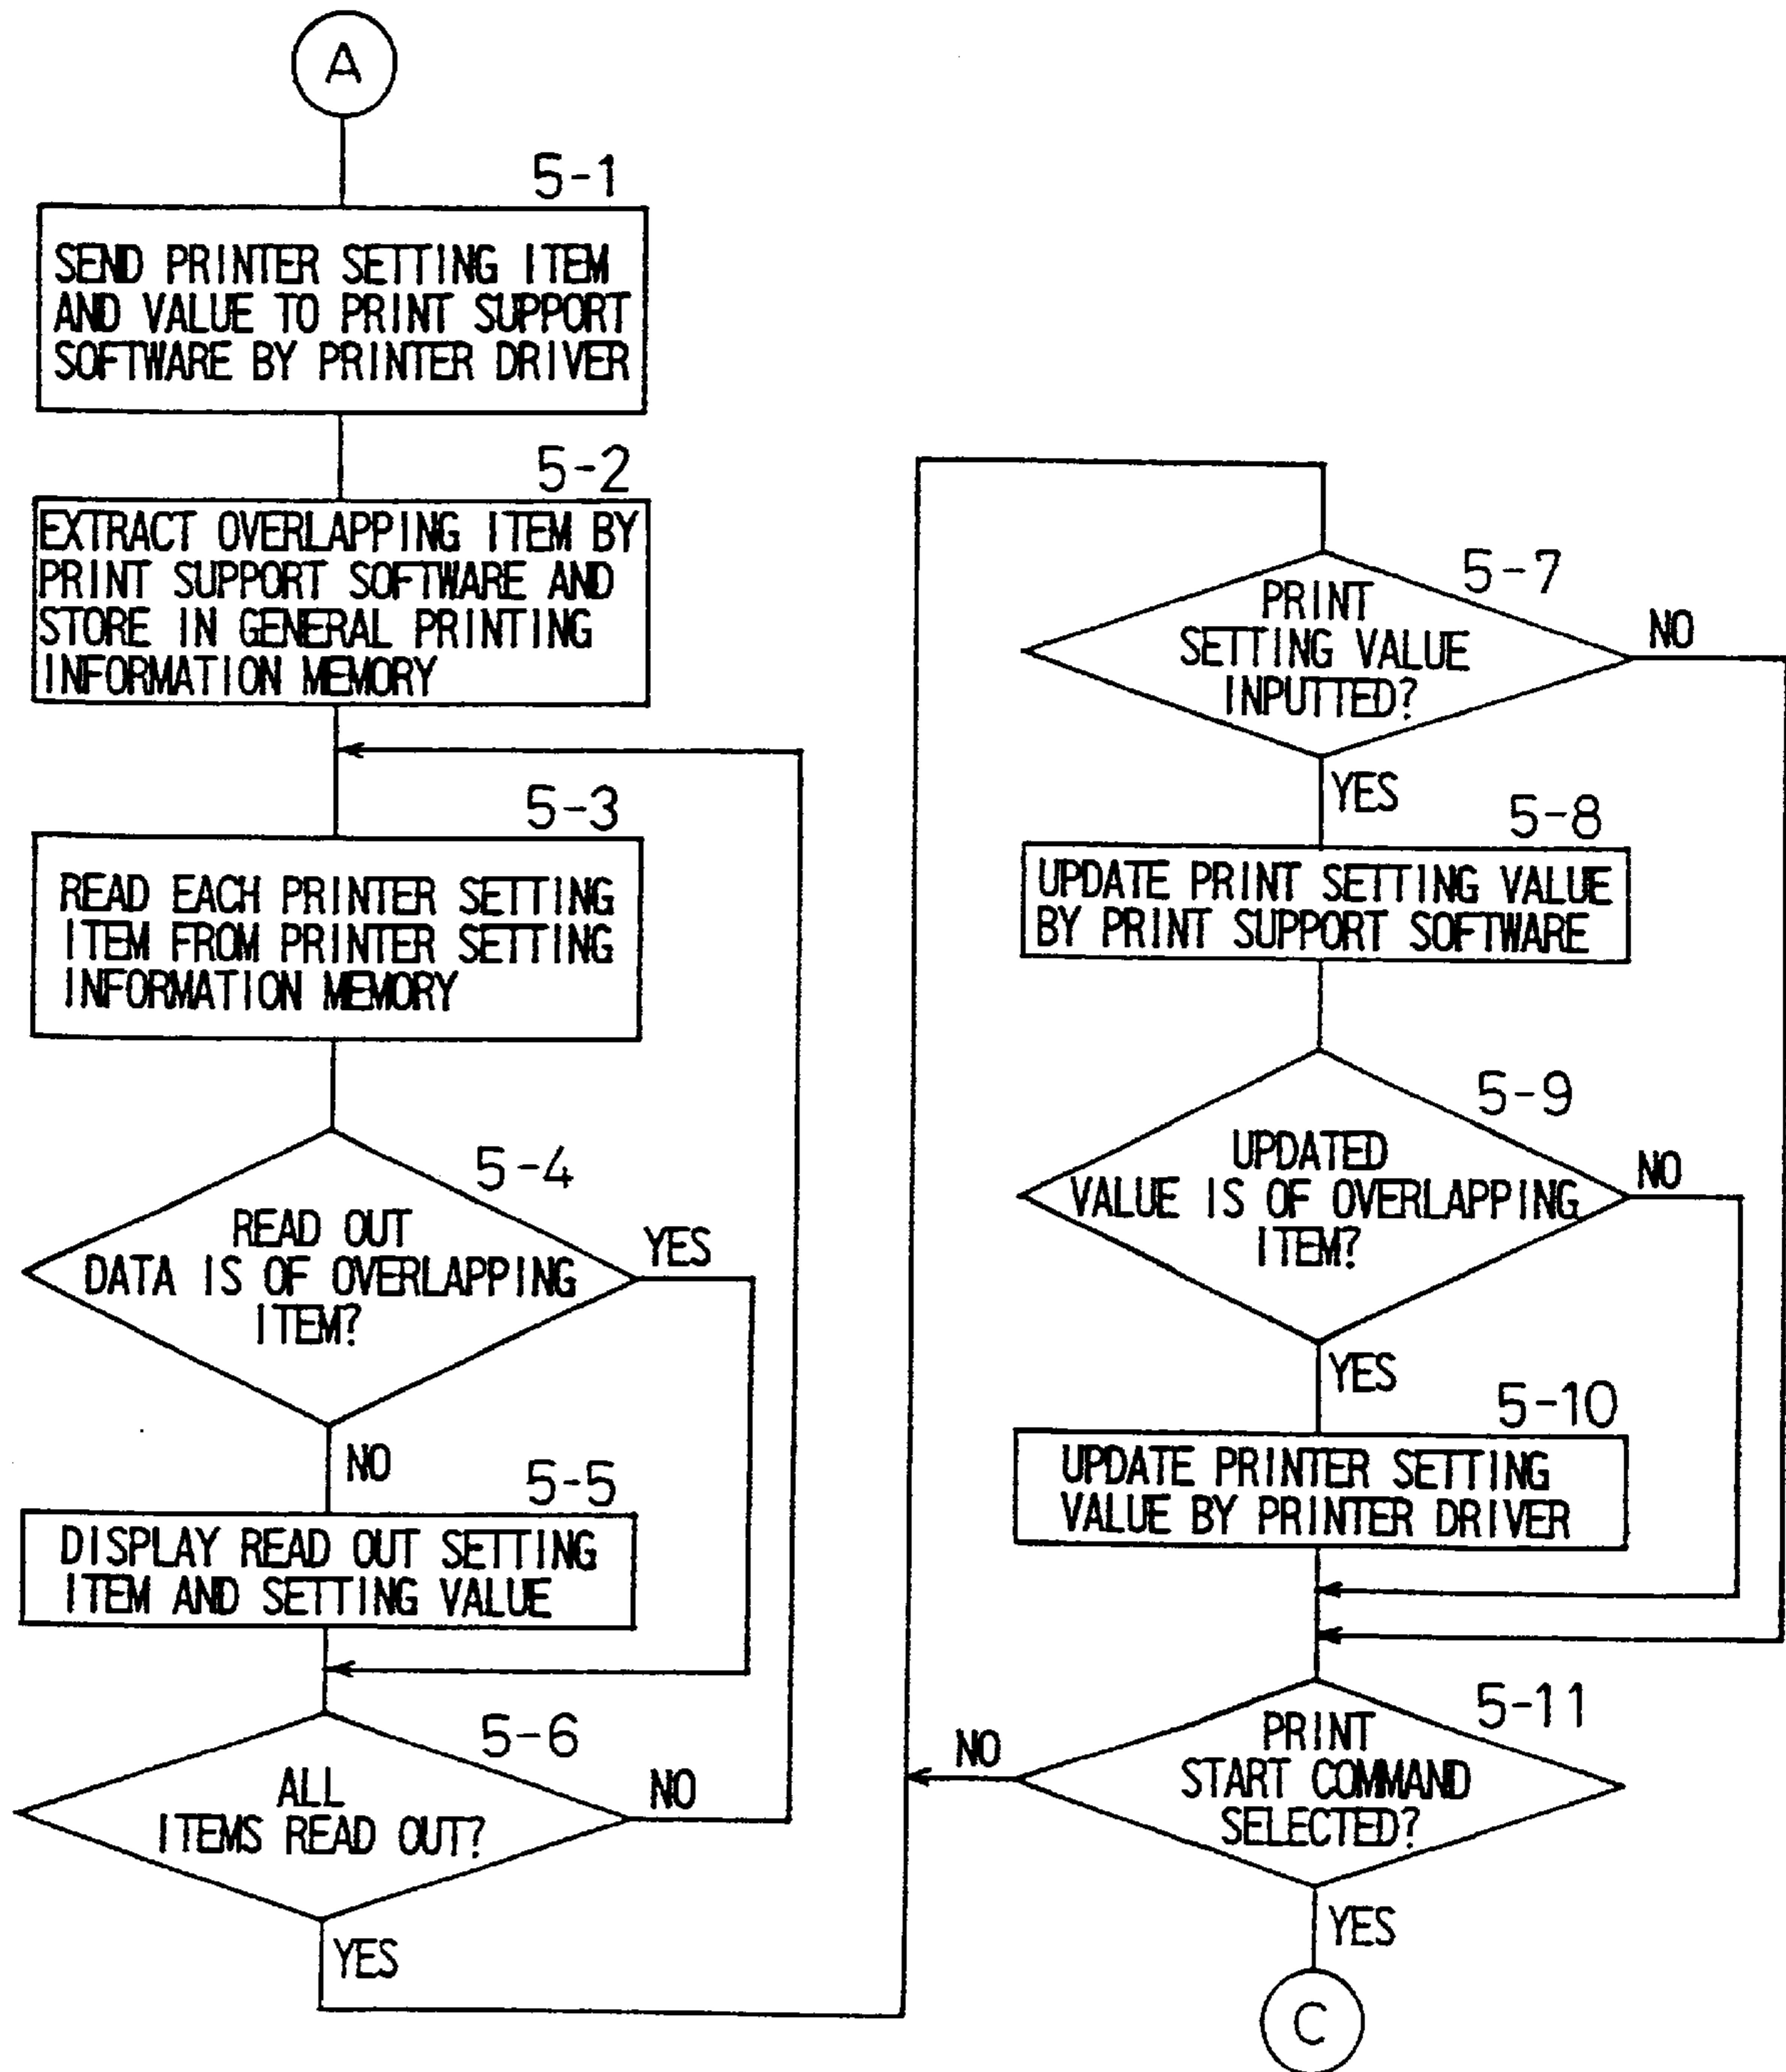 A
5-1
SEND PRINTER SETTING ITEM
AND VALUE TO PRINT SUPPORT
SOFTWARE BY PRINTER DRIVER
5-2
EXTRACT OVERLAPPING ITEM BY
PRINT SUPPORT SOFTWARE AND
STORE IN GENERAL PRINTING
INFORMATION MEMORY
5-3
READ EACH PRINTER SETTING
ITEM FROM PRINTER SETTING
INFORMATION MEMORY
5-4
READ OUT
DATA IS OF OVERLAPPING
ITEM?
YES
NO
5-5
DISPLAY READ OUT SETTING
ITEM AND SETTING VALUE
5-6
ALL
ITEMS READ OUT?
NO
YES
5-7
PRINT
SETTING VALUE
INPUTTED?
NO
YES
5-8
UPDATE PRINT SETTING VALUE
BY PRINT SUPPORT SOFTWARE
5-9
UPDATED
VALUE IS OF OVERLAPPING
ITEM?
NO
YES
5-10
UPDATE PRINTER SETTING
VALUE BY PRINTER DRIVER
5-11
PRINT
START COMMAND
SELECTED?
NO
YES
C